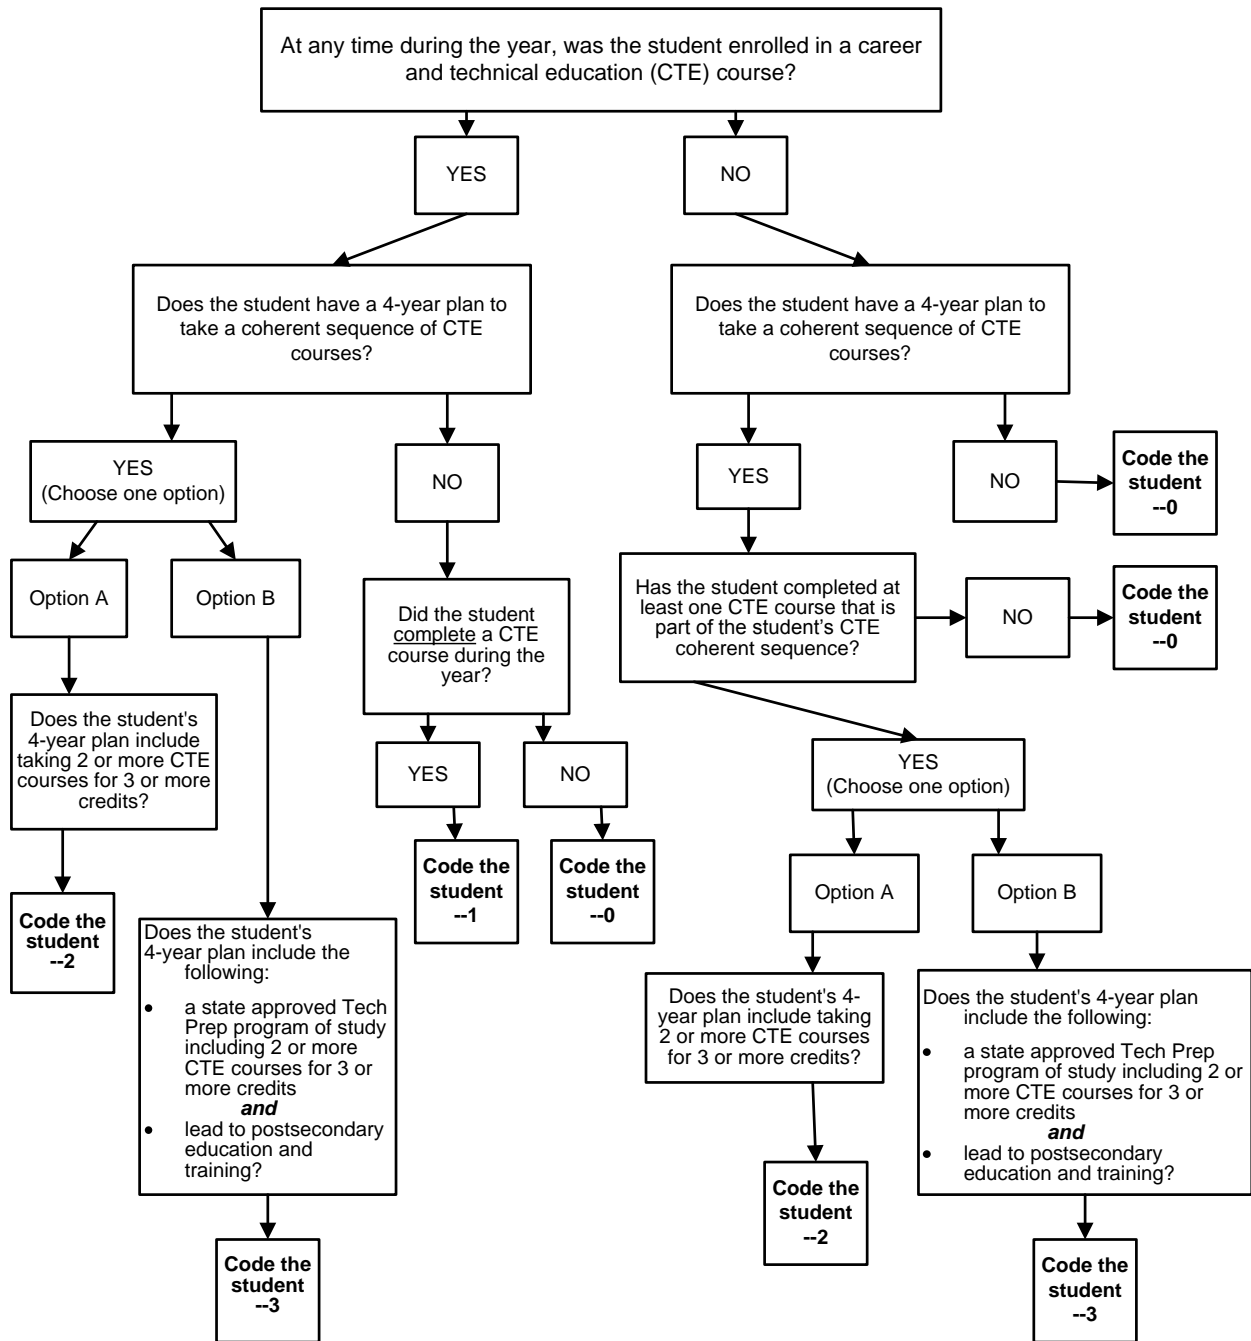 At any time during the year, was the student enrolled in a career
and technical education (CTE) course?
YES
NO
Does the student have a 4-year plan to
take a coherent sequence of CTE
courses?
Does the student have a 4-year plan to
take a coherent sequence of CTE
courses?
YES
(Choose one option)
NO
YES
NO
Code the
student
--0
Option A
Option B
Did the student
complete a CTE
course during the
year?
Has the student completed at
least one CTE course that is
part of the student’s CTE
coherent sequence?
NO
Code the
student
--0
Does the student's
4-year plan include
taking 2 or more CTE
courses for 3 or more
credits?
YES
NO
YES
(Choose one option)
Code the
student
--2
Code the
student
--1
Code the
student
--0
Option A
Option B
Does the student's
4-year plan include the
following:
• a state approved Tech
Prep program of study
including 2 or more
CTE courses for 3 or
more credits
and
• lead to postsecondary
education and
training?
Does the student's 4-
year plan include taking
2 or more CTE courses
for 3 or more credits?
Does the student's 4-year plan
include the following:
• a state approved Tech Prep
program of study including 2 or
more CTE courses for 3 or
more credits
and
• lead to postsecondary
education and training?
Code the
student
--3
Code the
student
--2
Code the
student
--3